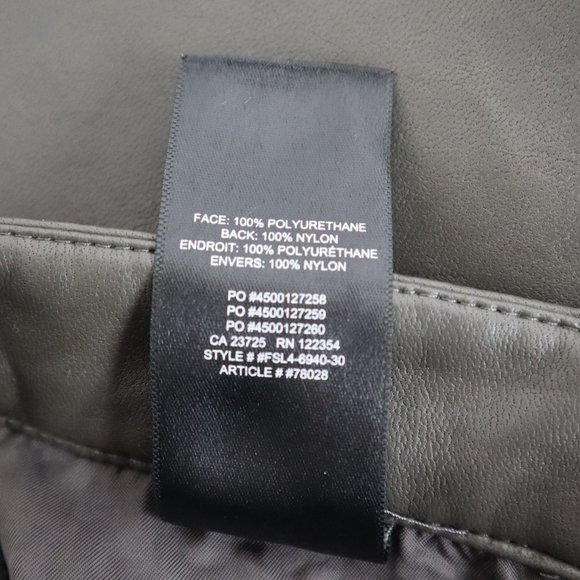 FACE: 100% POLYURETHANE
BACK: 100% NYLON
ENDROIT: 100% POLYURÉTHANE
ENVERS: 100% NYLON
PO #4500127258
PO #4500127259
PO #4500127260
CA 23725 RN 122354
STYLE # #FSL4-6940-30
ARTICLE # #78028